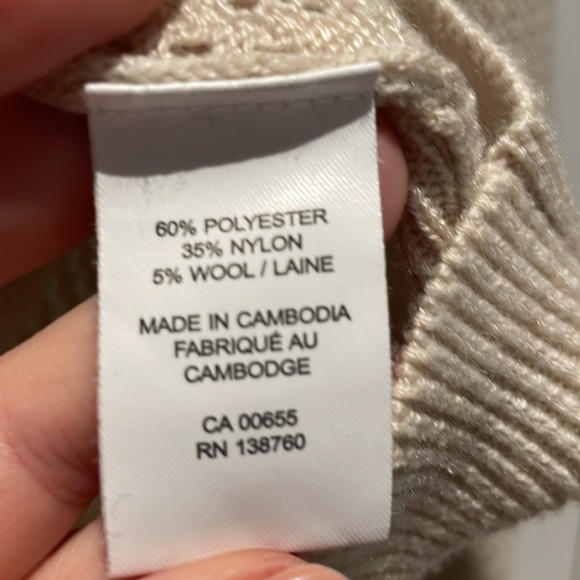 60% POLYESTER
35% NYLON
5% WOOL / LAINE
MADE IN CAMBODIA
FABRIQUÉ AU
CAMBODGE
CA 00655
RN 138760